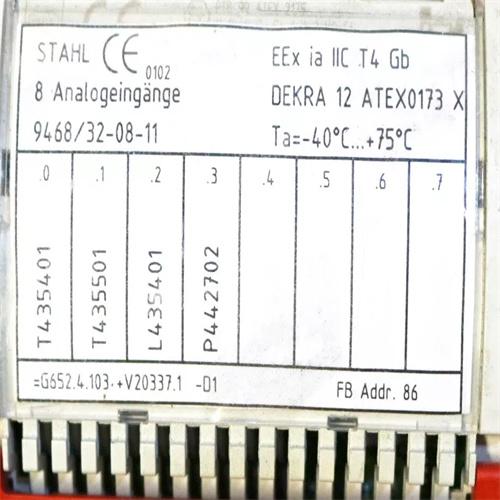 STAHL CE 0102 EEx ia IIC T4 Gb
8 Analogeingänge DEKRA 12 ATEX0173 X
9468/32-08-11 Ta=-40°C...+75°C
.0 .1 .2 .3 .4 .5 .6 .7
T435401 T435501 L435401 P442702
=G652.4.103.+V20337.1 -D1 FB Addr. 86